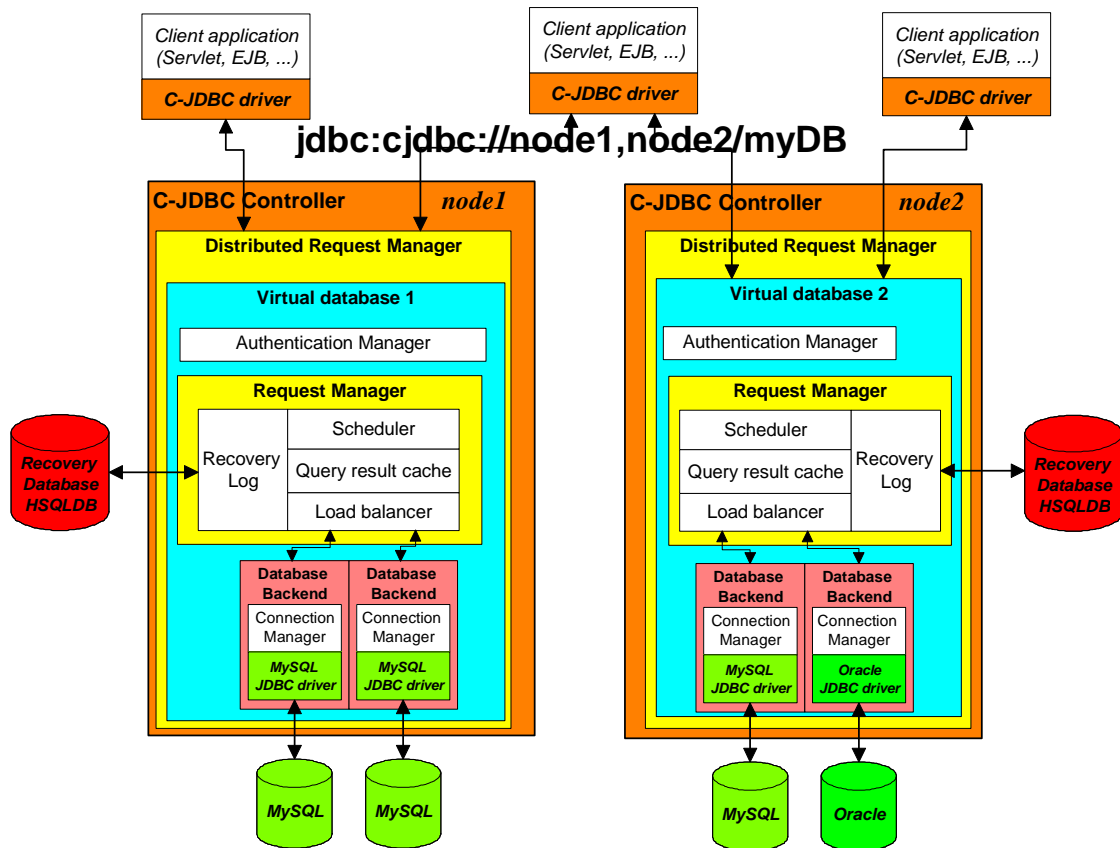 Client application
(Servlet, EJB, ...)
C-JDBC driver
Client application
(Servlet, EJB, ...)
C-JDBC driver
Client application
(Servlet, EJB, ...)
C-JDBC driver
jdbc:cjdbc://node1,node2/myDB
C-JDBC Controller
node1
Distributed Request Manager
Virtual database 1
Authentication Manager
Request Manager
Recovery
Log
Scheduler
Query result cache
Load balancer
Recovery
Database
HSQLDB
Database
Backend
Connection
Manager
MySQL
JDBC driver
Database
Backend
Connection
Manager
MySQL
JDBC driver
MySQL
MySQL
C-JDBC Controller
node2
Distributed Request Manager
Virtual database 2
Authentication Manager
Request Manager
Scheduler
Query result cache
Load balancer
Recovery
Log
Recovery
Database
HSQLDB
Database
Backend
Connection
Manager
MySQL
JDBC driver
Database
Backend
Connection
Manager
Oracle
JDBC driver
MySQL
Oracle